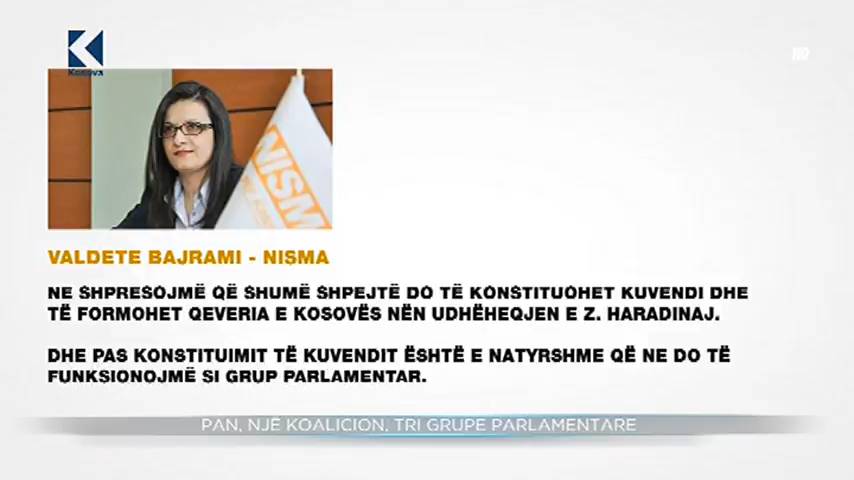 Kosova
HD
NISMA
VALDETE BAJRAMI - NISMA
NE SHPRESOJMË QË SHUMË SHPEJTË DO TË KONSTITUOHET KUVENDI DHE
TË FORMOHET QEVERIA E KOSOVËS NËN UDHËHEQJEN E Z. HARADINAJ.
DHE PAS KONSTITUIMIT TË KUVENDIT ËSHTË E NATYRSHME QË NE DO TË
FUNKSIONOJMË SI GRUP PARLAMENTAR.
PAN, NJË KOALICION, TRI GRUPE PARLAMENTARE